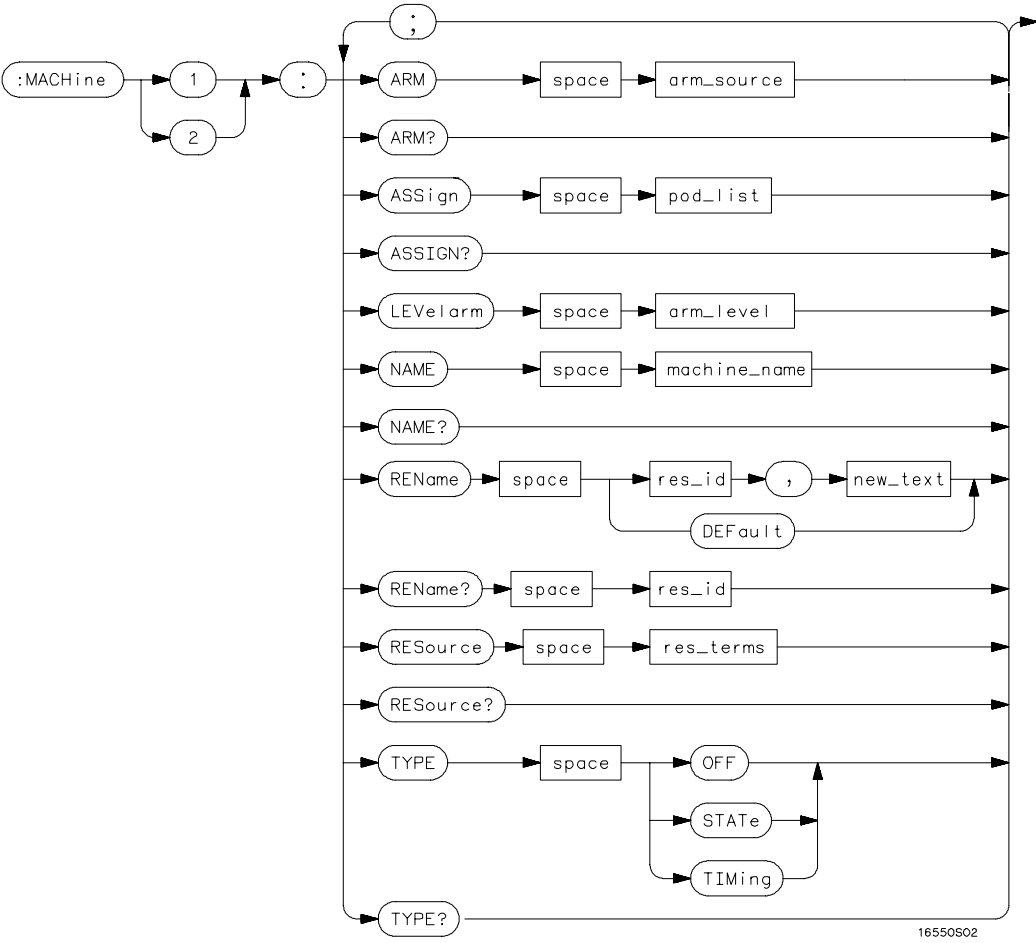 ;
:MACHine 1 : ARM space arm_source
2 ARM?
ASSign space pod_list
ASSIGN?
LEVelarm space arm_level
NAME space machine_name
NAME?
REName space res_id , new_text
DEFault
REName? space res_id
RESource space res_terms
RESource?
TYPE space OFF
STATe
TIMing
TYPE?
16550S02